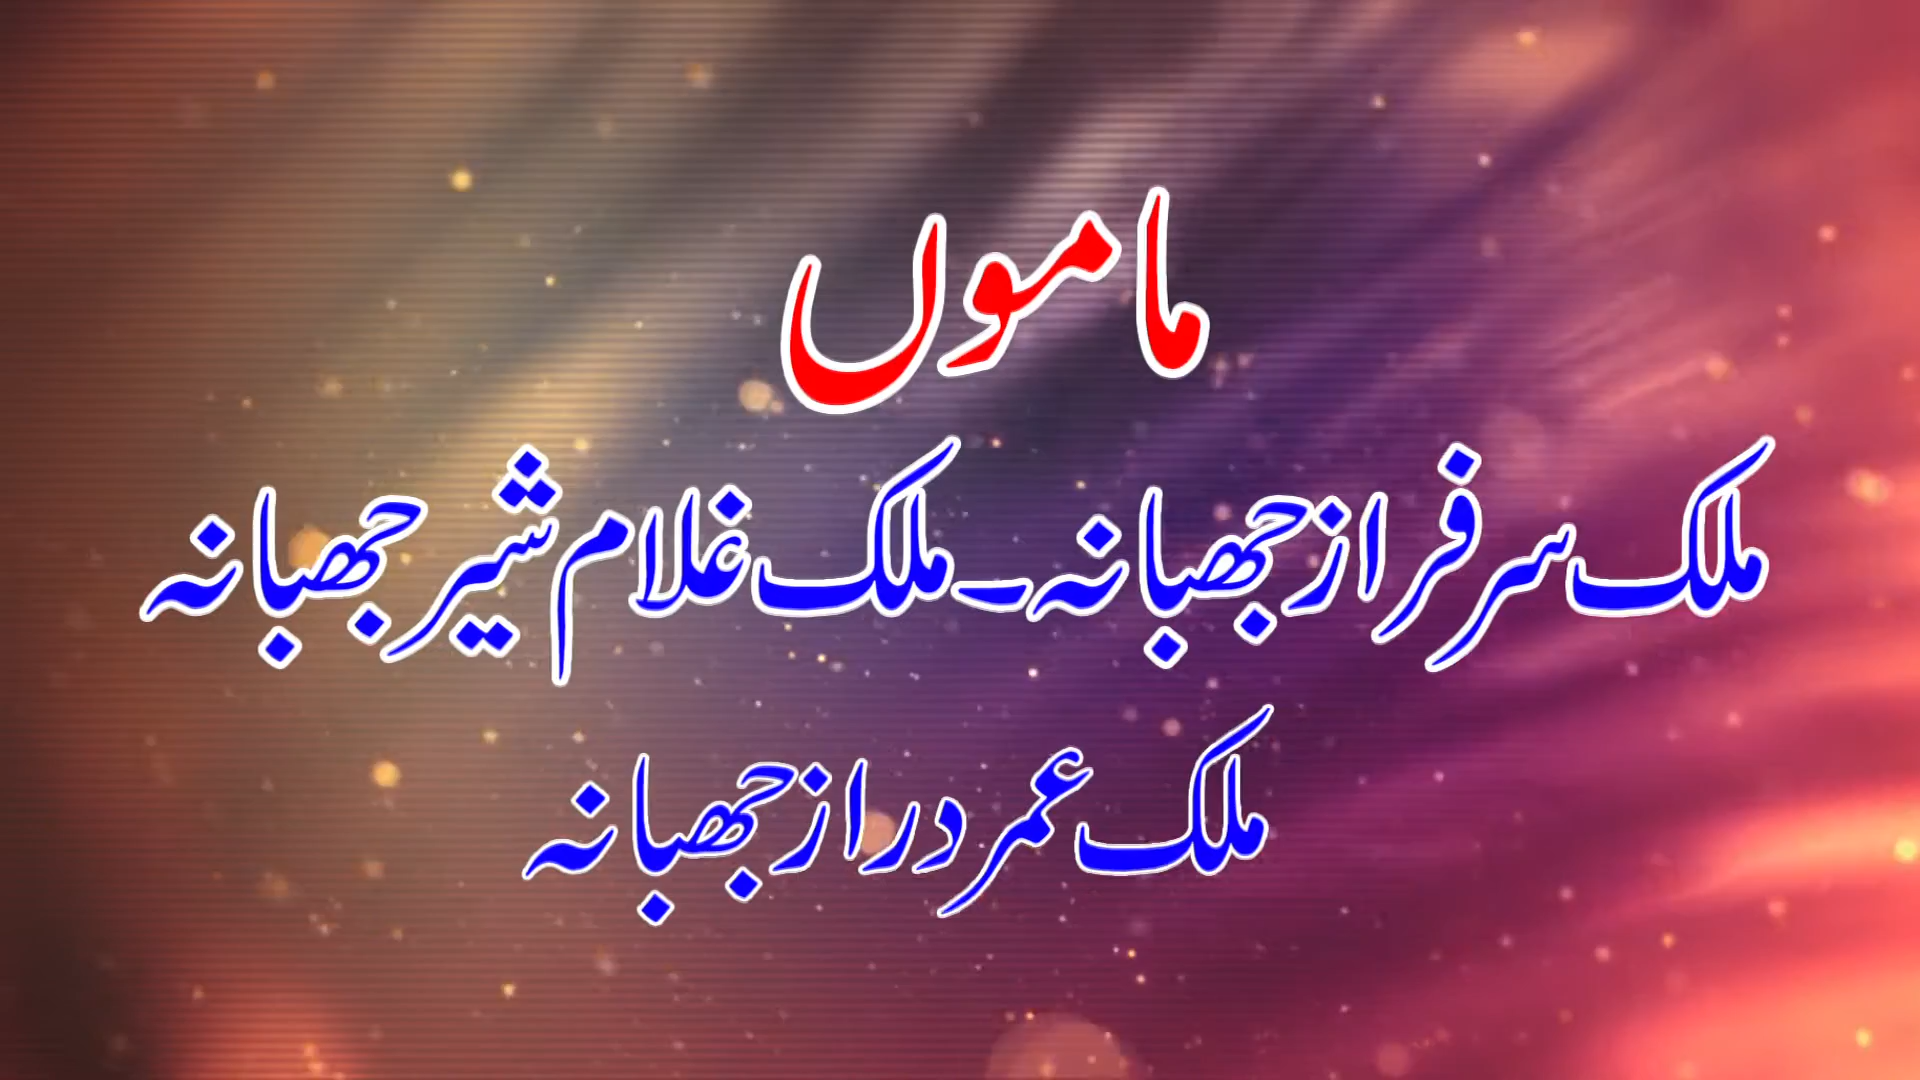 ماموں
ملک سرفراز جھبانہ۔ ملک غلام شیر جھبانہ
ملک عمر دراز جھبانہ